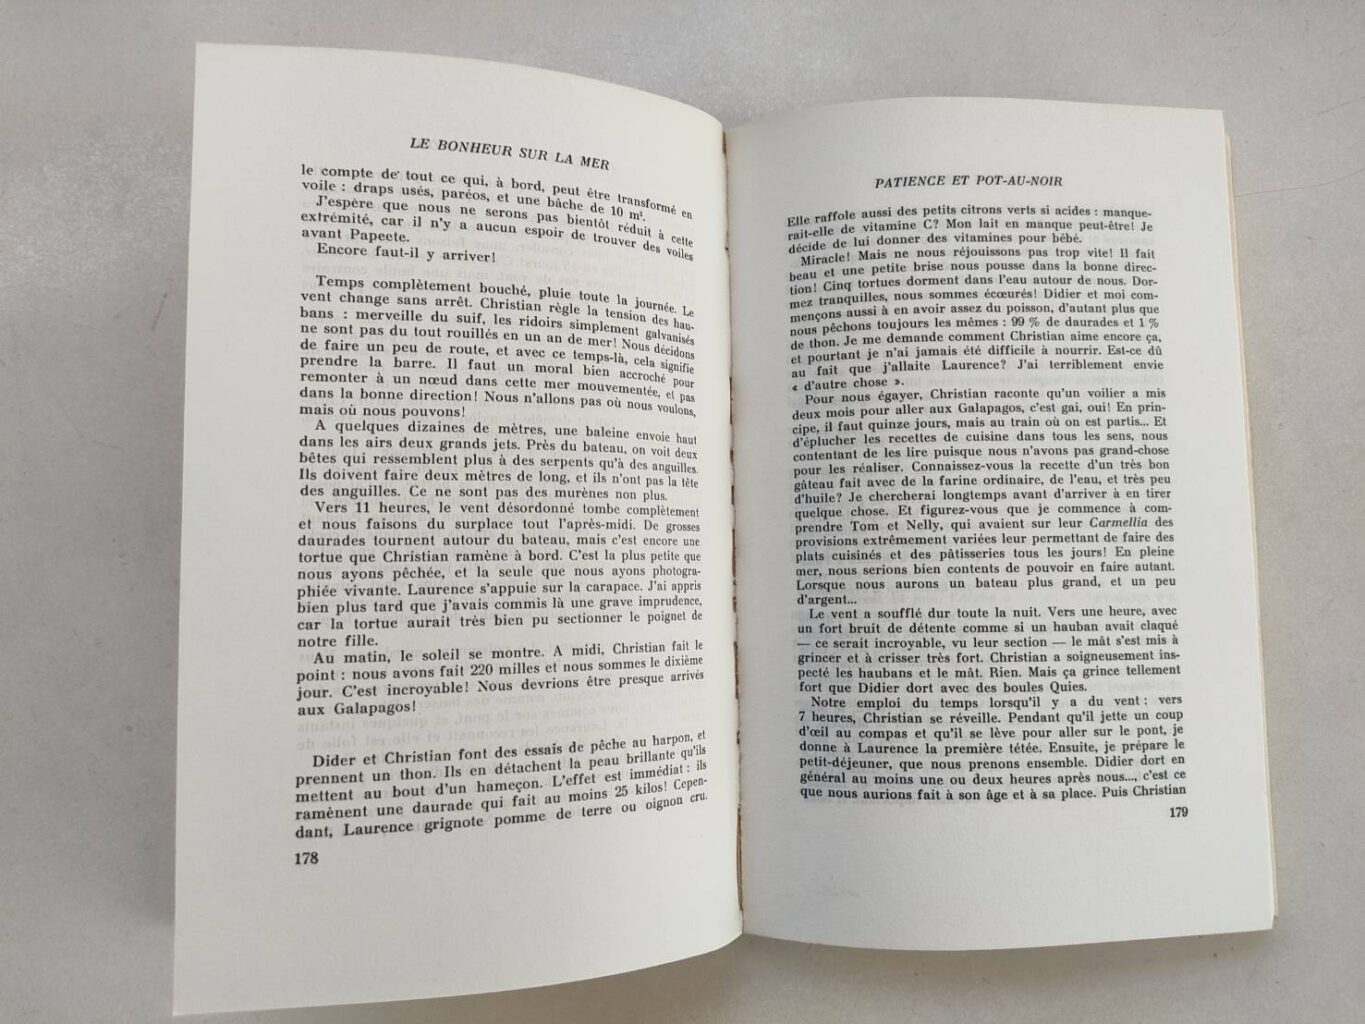 LE BONHEUR SUR LA MER
le compte de tout ce qui, à bord, peut être transformé en
voile : draps usés, paréos, et une bâche de 10 m².
J'espère que nous ne serons pas bientôt réduit à cette
extrémité, car il n'y a aucun espoir de trouver des voiles
avant Papeete.
Encore faut-il y arriver!
Temps complètement bouché, pluie toute la journée. Le
vent change sans arrêt. Christian règle la tension des hau-
bans : merveille du suif, les ridoirs simplement galvanisés
ne sont pas du tout rouillés en un an de mer! Nous décidons
de faire un peu de route, et avec ce temps-là, cela signifie
prendre la barre. Il faut un moral bien accroché pour
remonter à un nœud dans cette mer mouvementée, et pas
dans la bonne direction! Nous n'allons pas où nous voulons,
mais où nous pouvons!
A quelques dizaines de mètres, une baleine envoie haut
dans les airs deux grands jets. Près du bateau, on voit deux
bêtes qui ressemblent plus à des serpents qu'à des anguilles.
Ils doivent faire deux mètres de long, et ils n'ont pas la tête
des anguilles. Ce ne sont pas des murènes non plus.
Vers 11 heures, le vent désordonné tombe complètement
et nous faisons du surplace tout l'après-midi. De grosses
daurades tournent autour du bateau, mais c'est encore une
tortue que Christian ramène à bord. C'est la plus petite que
nous ayons pêchée, et la seule que nous ayons photogra-
phiée vivante. Laurence s'appuie sur la carapace. J'ai appris
bien plus tard que j'avais commis là une grave imprudence,
car la tortue aurait très bien pu sectionner le poignet de
notre fille.
Au matin, le soleil se montre. A midi, Christian fait le
point : nous avons fait 220 milles et nous sommes le dixième
jour. C'est incroyable! Nous devrions être presque arrivés
aux Galapagos!
Didier et Christian font des essais de pêche au harpon, et
prennent un thon. Ils en détachent la peau brillante qu'ils
mettent au bout d'un hameçon. L'effet est immédiat : ils
ramènent une daurade qui fait au moins 25 kilos! Cepen-
dant, Laurence grignote pomme de terre ou oignon cru.
178
PATIENCE ET POT-AU-NOIR
Elle raffole aussi des petits citrons verts si acides : manque-
rait-elle de vitamine C? Mon lait en manque peut-être! Je
décide de lui donner des vitamines pour bébé.
Miracle! Mais ne nous réjouissons pas trop vite! Il fait
beau et une petite brise nous pousse dans la bonne direc-
tion! Cinq tortues dorment dans l'eau autour de nous. Dor-
mez tranquilles, nous sommes écœurés! Didier et moi com-
mençons aussi à en avoir assez du poisson, d'autant plus que
nous pêchons toujours les mêmes : 99 % de daurades et 1 %
de thon. Je me demande comment Christian aime encore ça,
et pourtant je n'ai jamais été difficile à nourrir. Est-ce dû
au fait que j'allaite Laurence? J'ai terriblement envie
« d'autre chose ».
Pour nous égayer, Christian raconte qu'un voilier a mis
deux mois pour aller aux Galapagos, c'est gai, oui! En prin-
cipe, il faut quinze jours, mais au train où on est partis... Et
d'éplucher les recettes de cuisine dans tous les sens, nous
contentant de les lire puisque nous n'avons pas grand-chose
pour les réaliser. Connaissez-vous la recette d'un très bon
gâteau fait avec de la farine ordinaire, de l'eau, et très peu
d'huile? Je chercherai longtemps avant d'arriver à en tirer
quelque chose. Et figurez-vous que je commence à com-
prendre Tom et Nelly, qui avaient sur leur Carmellia des
provisions extrêmement variées leur permettant de faire des
plats cuisinés et des pâtisseries tous les jours! En pleine
mer, nous serions bien contents de pouvoir en faire autant.
Lorsque nous aurons un bateau plus grand, et un peu
d'argent...
Le vent a soufflé dur toute la nuit. Vers une heure, avec
un fort bruit de détente comme si un hauban avait claqué
— ce serait incroyable, vu leur section — le mât s'est mis à
grincer et à crisser très fort. Christian a soigneusement ins-
pecté les haubans et le mât. Rien. Mais ça grince tellement
fort que Didier dort avec des boules Quies.
Notre emploi du temps lorsqu'il y a du vent : vers
7 heures, Christian se réveille. Pendant qu'il jette un coup
d'œil au compas et qu'il se lève pour aller sur le pont, je
donne à Laurence la première tétée. Ensuite, je prépare le
petit-déjeuner, que nous prenons ensemble. Didier dort en
général au moins une ou deux heures après nous..., c'est ce
que nous aurions fait à son âge et à sa place. Puis Christian
179